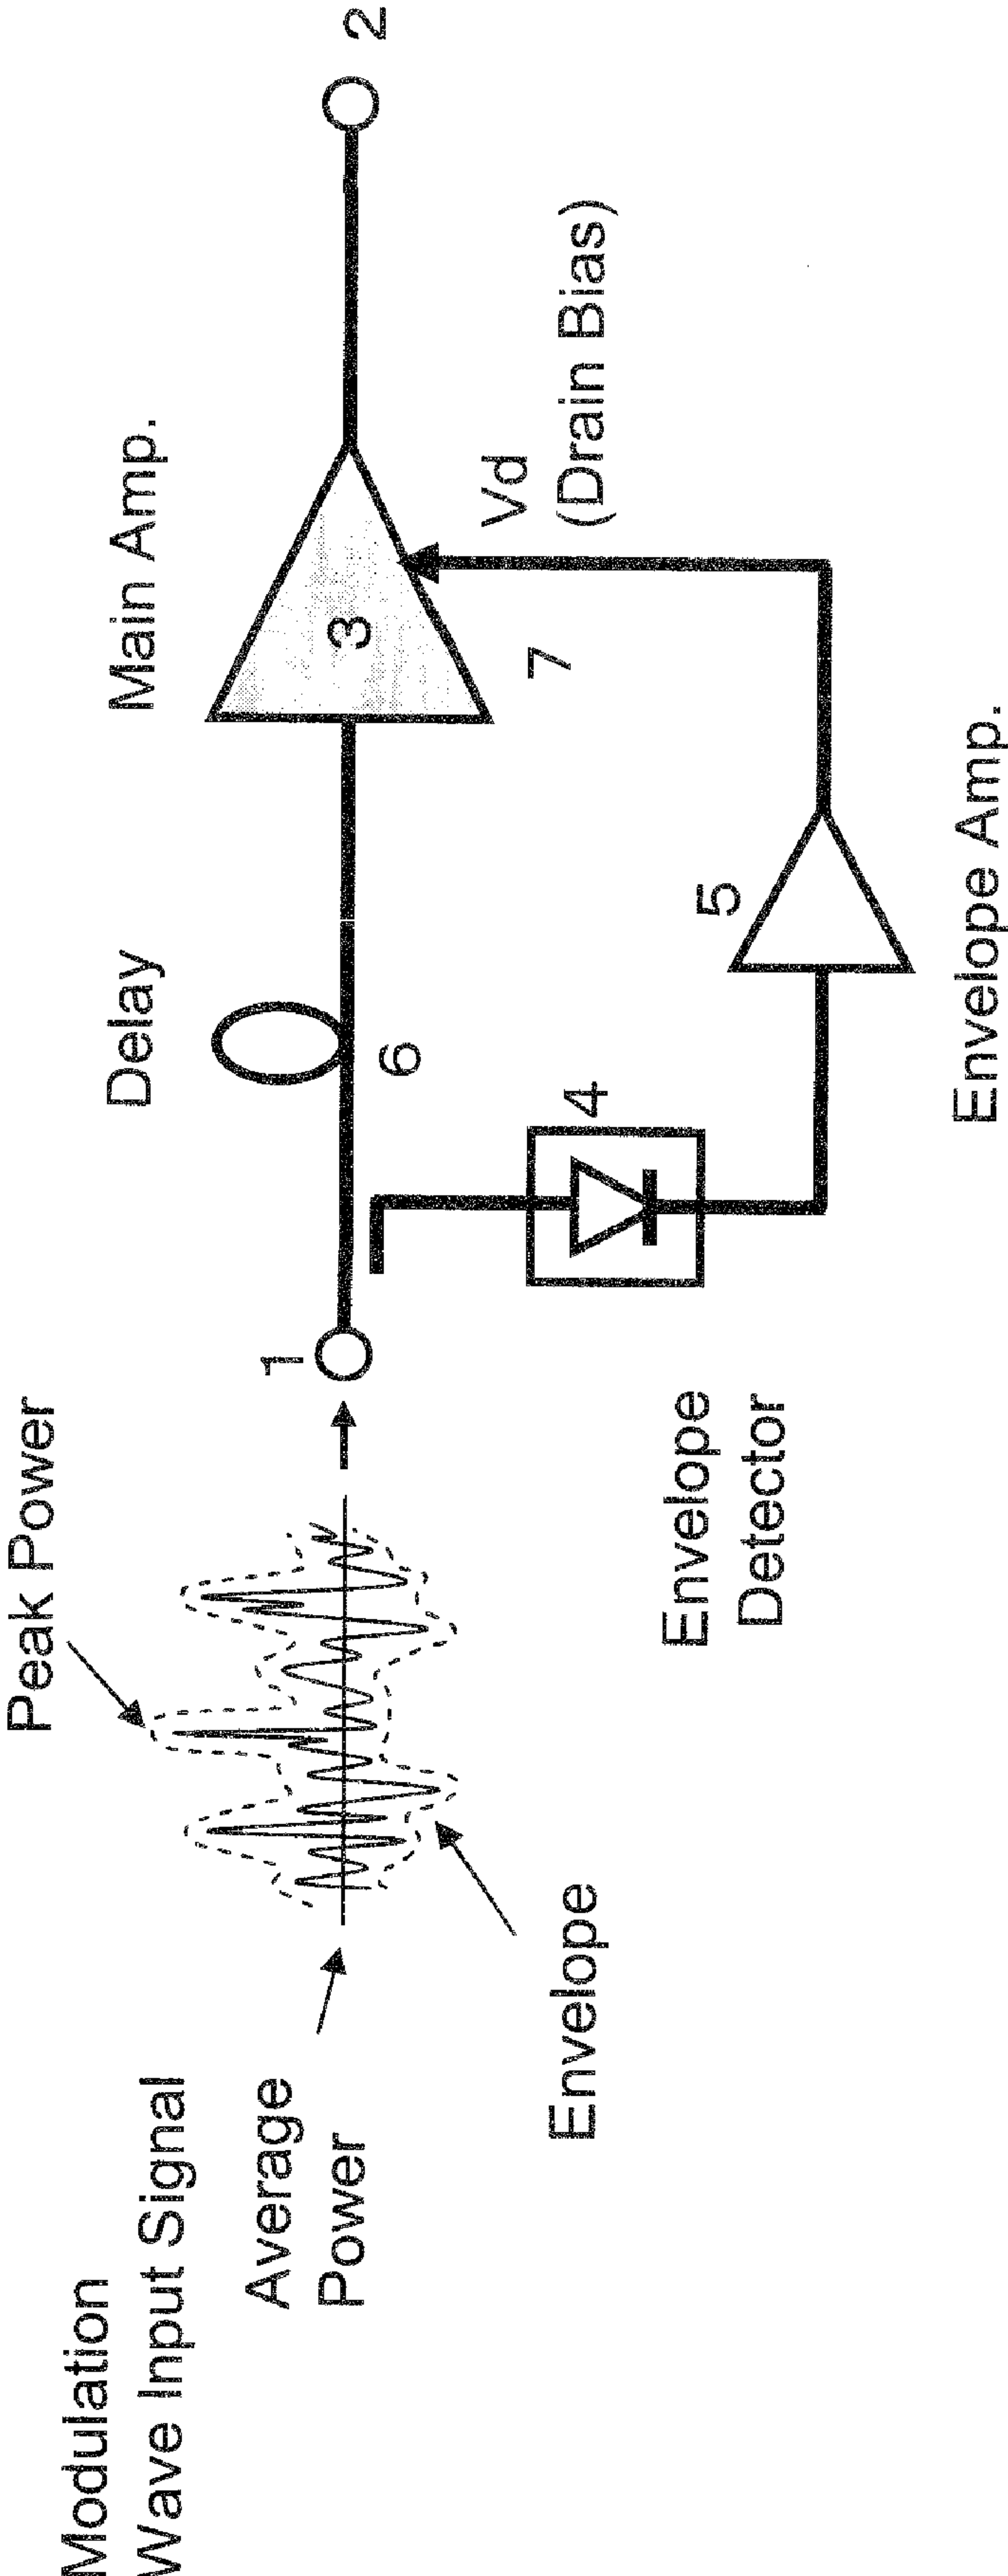 Modulation
Wave Input Signal
Average
Power
Peak Power
Envelope
1
Delay
6
Main Amp.
3
2
Vd
(Drain Bias)
7
Envelope
Detector
4
5
Envelope Amp.